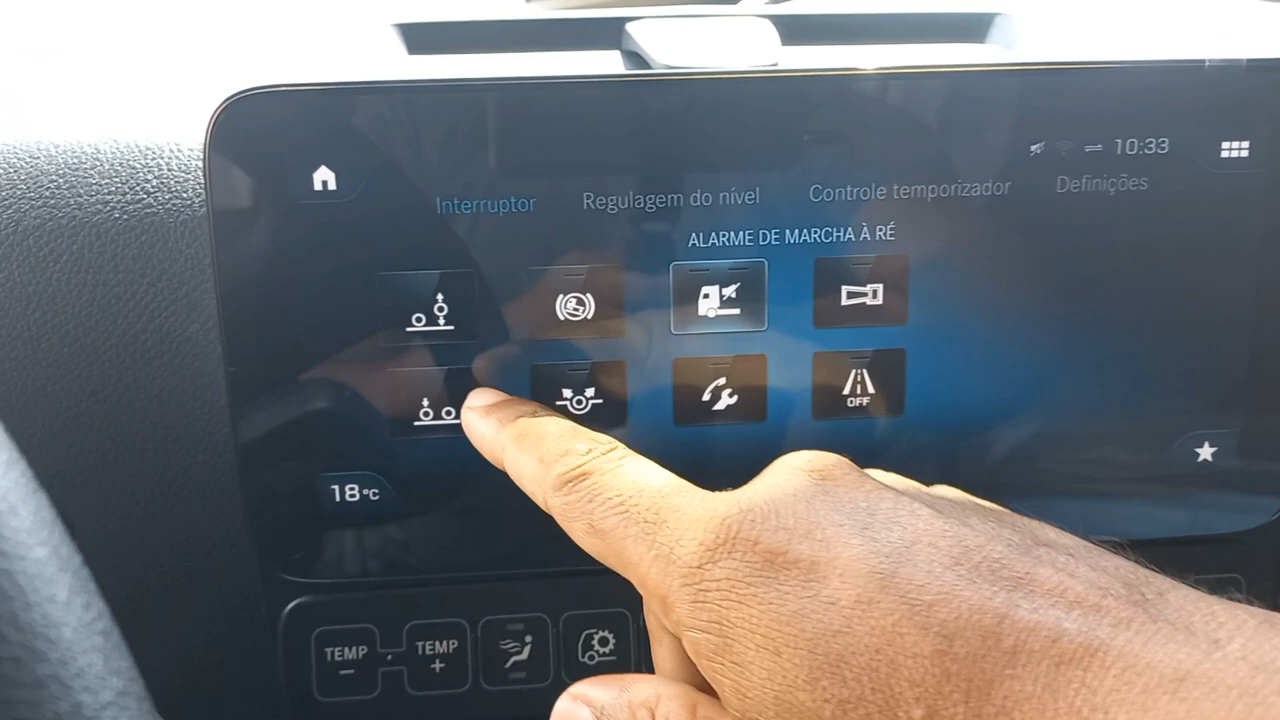 10:33
Interruptor
Regulagem do nível
Controle temporizador
Definições
ALARME DE MARCHA À RÉ
OFF
18°C
TEMP
−
TEMP
+